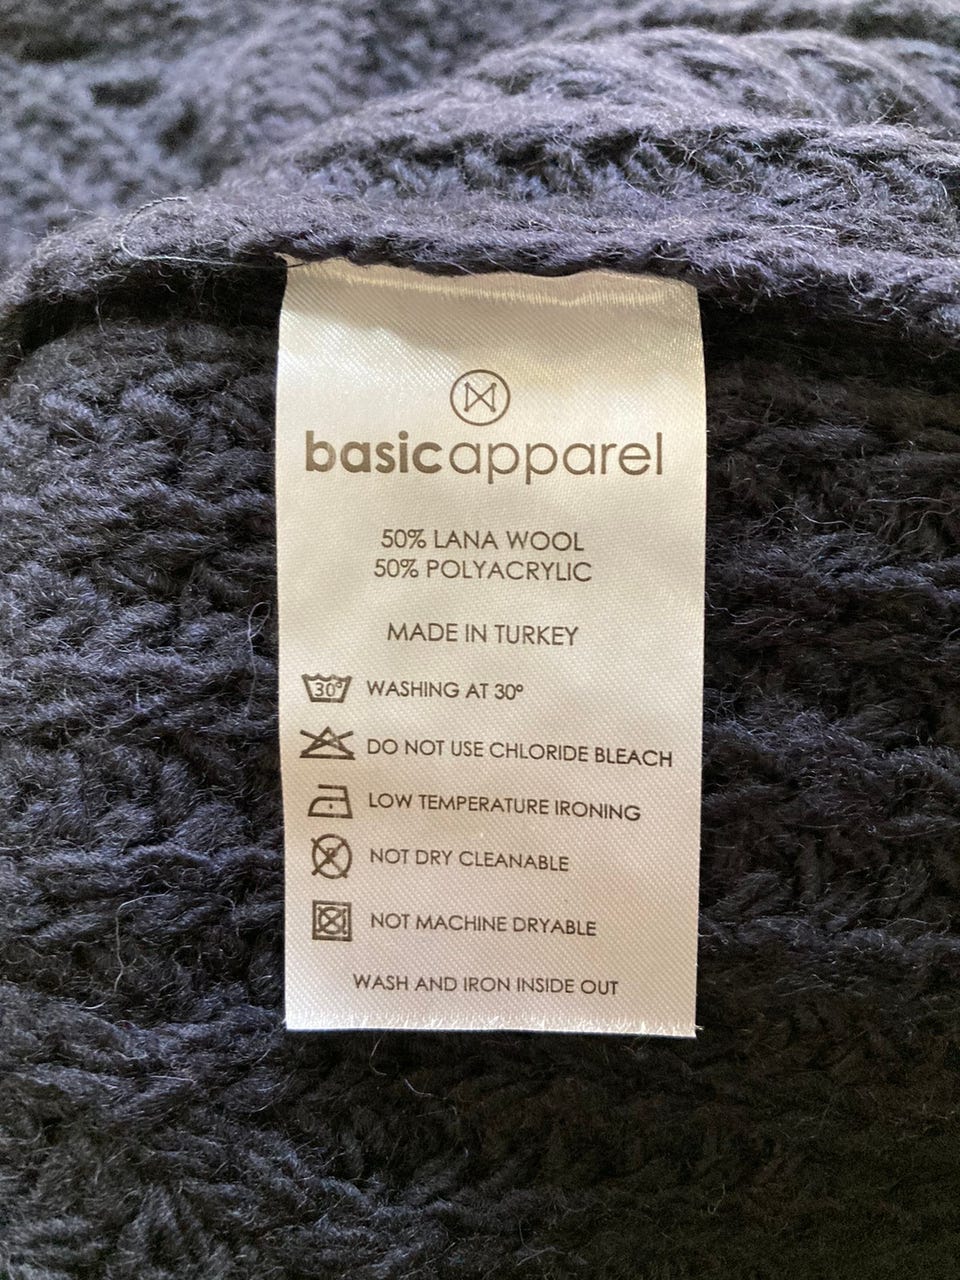 basicapparel
50% LANA WOOL
50% POLYACRYLIC
MADE IN TURKEY
30° WASHING AT 30°
DO NOT USE CHLORIDE BLEACH
LOW TEMPERATURE IRONING
P NOT DRY CLEANABLE
NOT MACHINE DRYABLE
WASH AND IRON INSIDE OUT